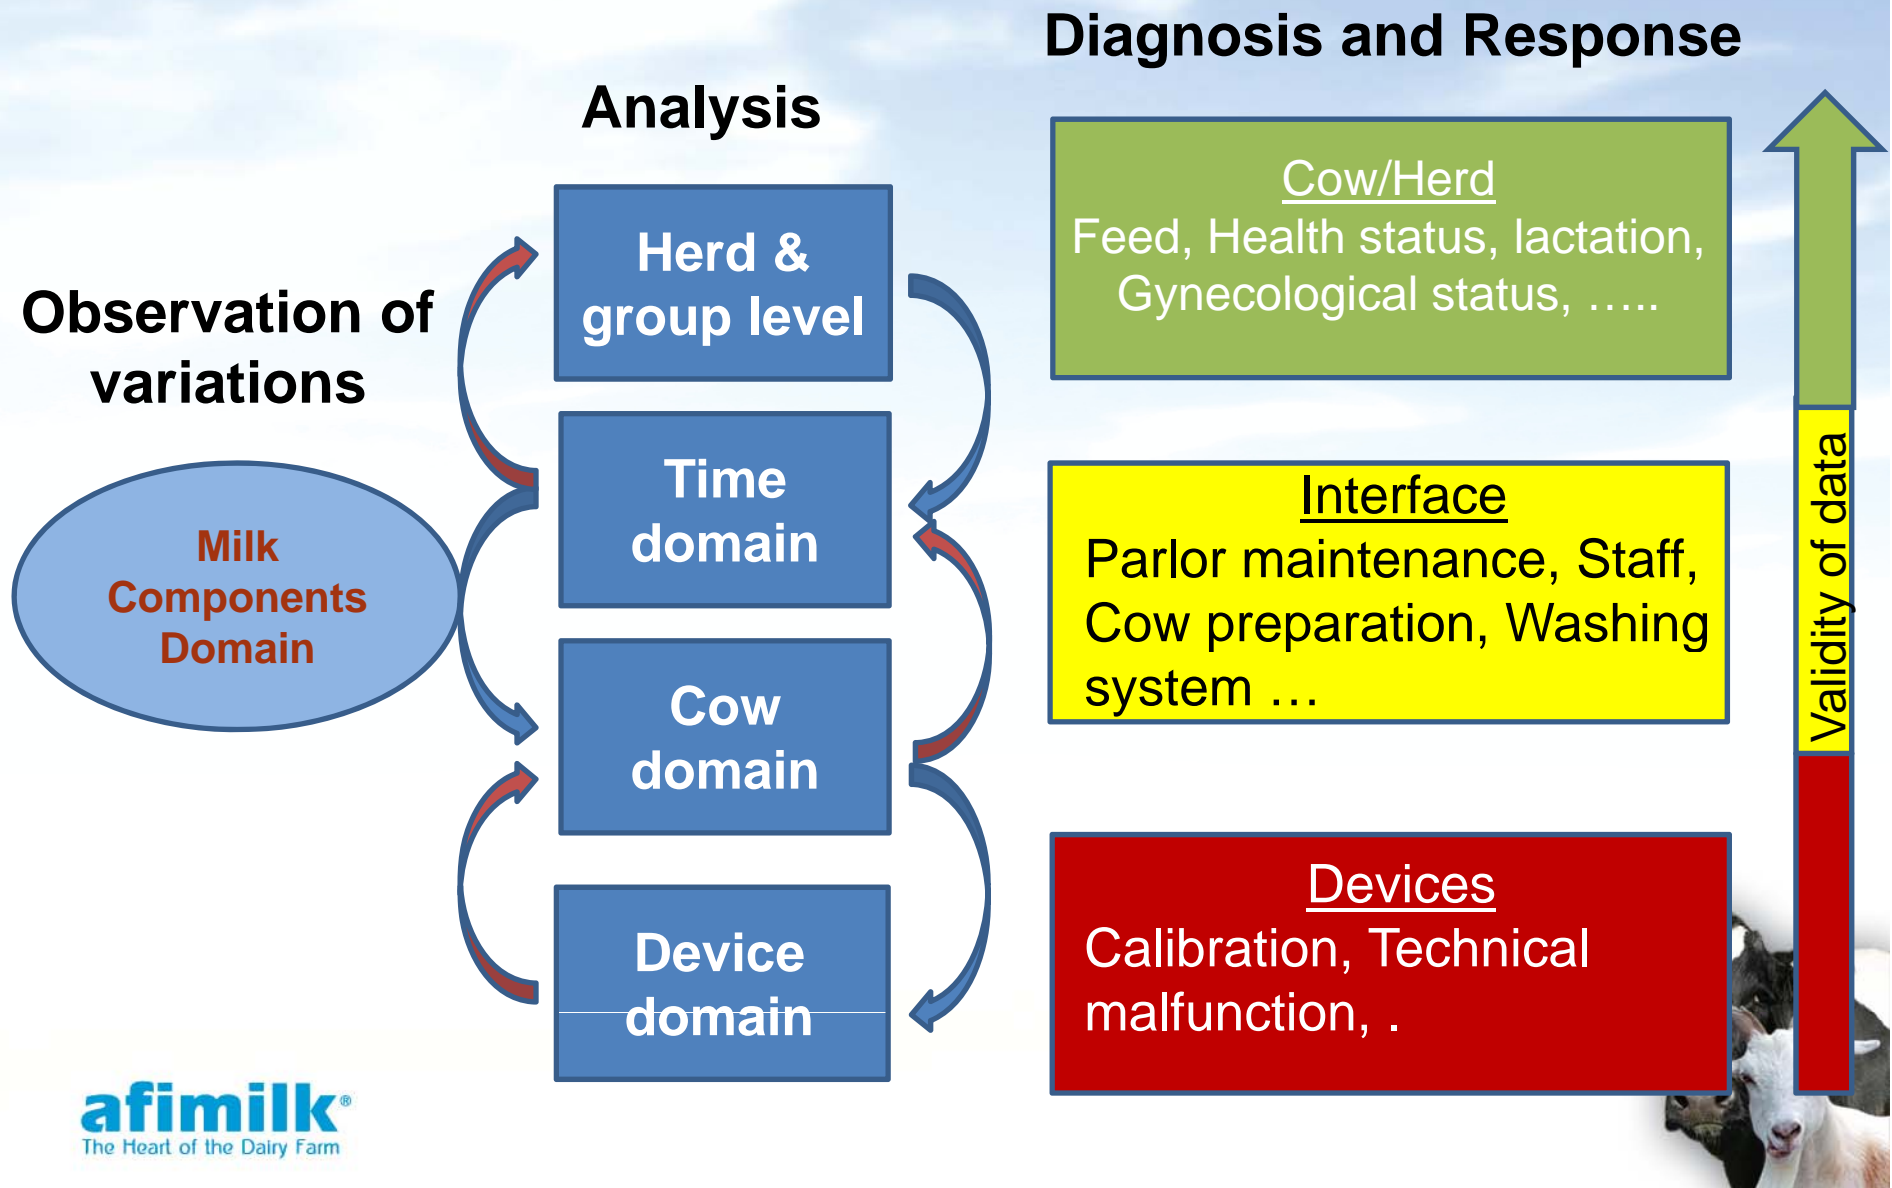 Diagnosis and Response
Analysis
Observation of
variations
Milk
Components
Domain
Herd &
group level
Time
domain
Cow
domain
Device
domain
Cow/Herd
Feed, Health status, lactation,
Gynecological status, …..
Interface
Parlor maintenance, Staff,
Cow preparation, Washing
system …
Devices
Calibration, Technical
malfunction, .
Validity of data
afimilk®
The Heart of the Dairy Farm